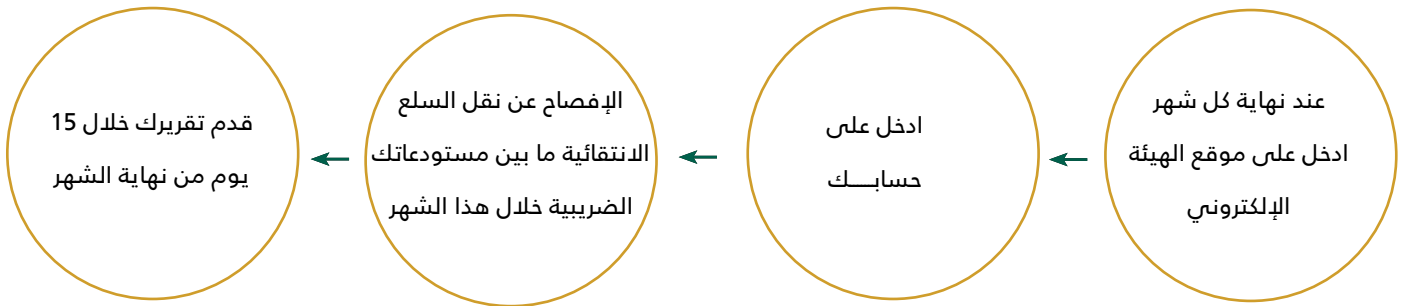 عند نهاية كل شهر
ادخل على موقع الهيئة
الإلكتروني
ادخل على
حسابـــك
الإفصاح عن نقل السلع
الانتقائية ما بين مستودعاتك
الضريبية خلال هذا الشهر
قدم تقريرك خلال 15
يوم من نهاية الشهر